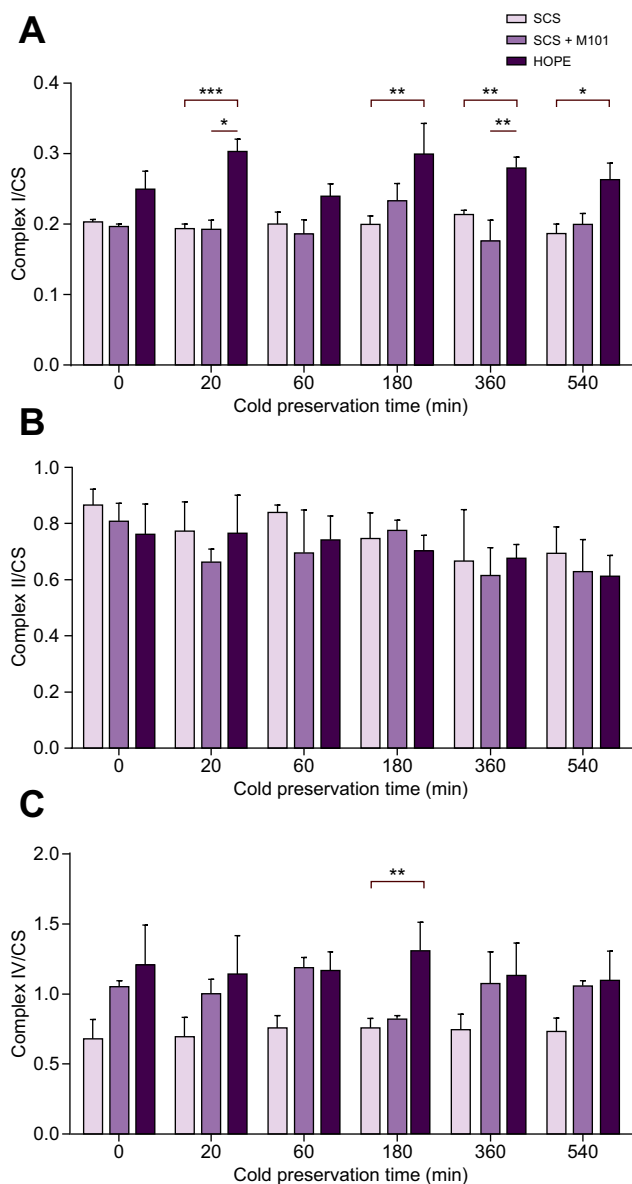 A
SCS
SCS + M101
HOPE
Complex I/CS
0.4
0.3
0.2
0.1
0.0
***
*
**
**
**
*
0 20 60 180 360 540
Cold preservation time (min)
B
Complex II/CS
1.0
0.8
0.6
0.4
0.2
0.0
0 20 60 180 360 540
Cold preservation time (min)
C
Complex IV/CS
2.0
1.5
1.0
0.5
0.0
**
0 20 60 180 360 540
Cold preservation time (min)